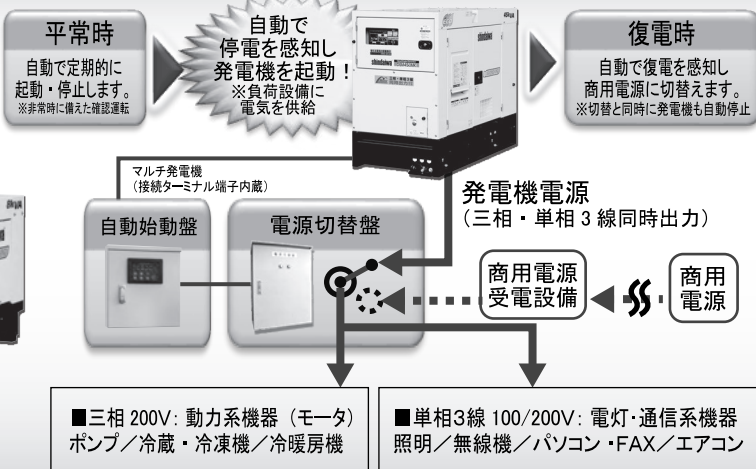 平常時
自動で定期的に
起動・停止します。
※非常時に備えた確認運転
自動で
停電を感知し
発電機を起動！
※負荷設備に
電気を供給
shindaiwa
復電時
自動で復電を感知し
商用電源に切替えます。
※切替と同時に発電機も自動停止
マルチ発電機
（接続ターミナル端子内蔵）
発電機電源
（三相・単相３線同時出力）
自動始動盤
電源切替盤
商用電源
受電設備
商用
電源
■三相 200V：動力系機器（モータ）
ポンプ／冷蔵・冷凍機／冷暖房機
■単相３線 100/200V：電灯・通信系機器
照明／無線機／パソコン・FAX／エアコン